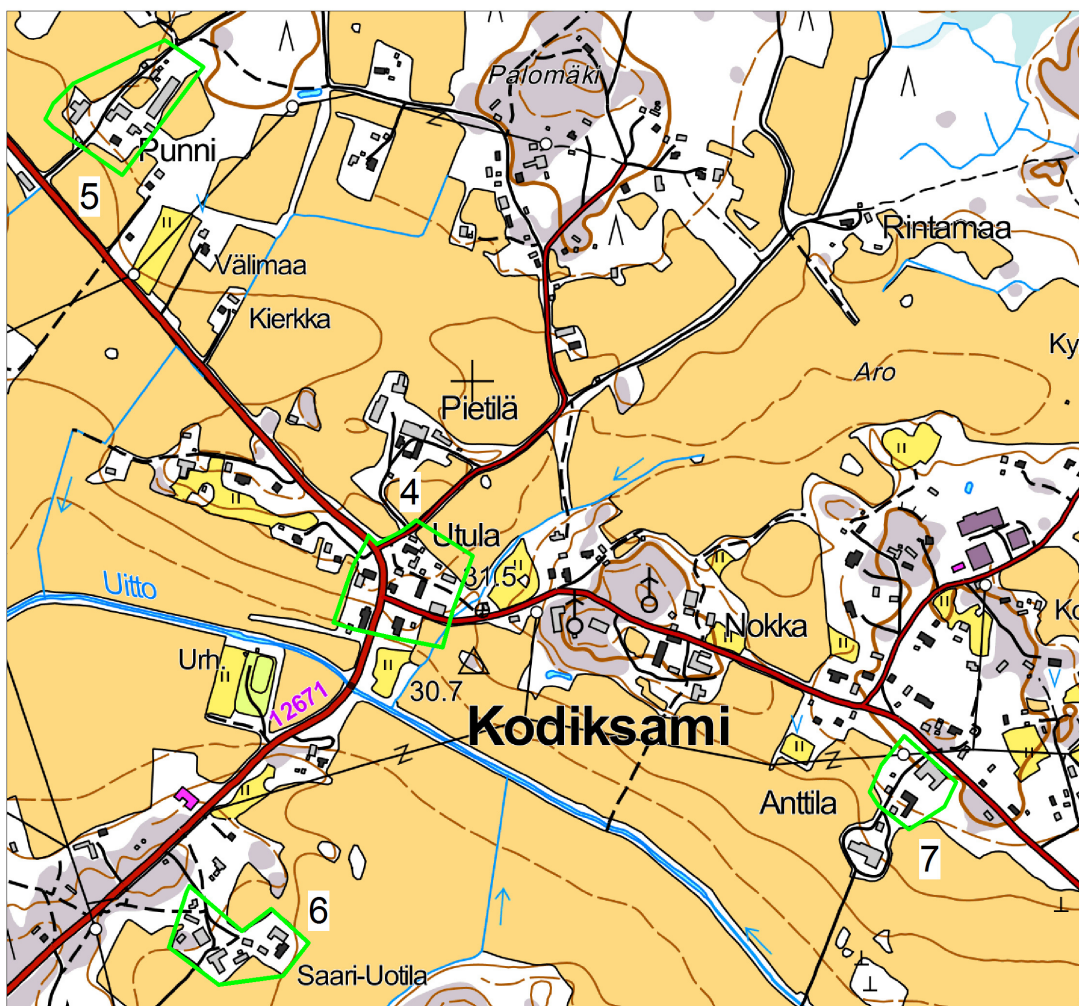 Palomäki
Punni
5
Rintamaa
Välimaa
Kierkka
Ky
Aro
Pietilä
4
Utula
31.5
Uitto
Nokka
Ko
Urh.
12671
30.7
Kodiksami
Anttila
7
6
Saari-Uotila